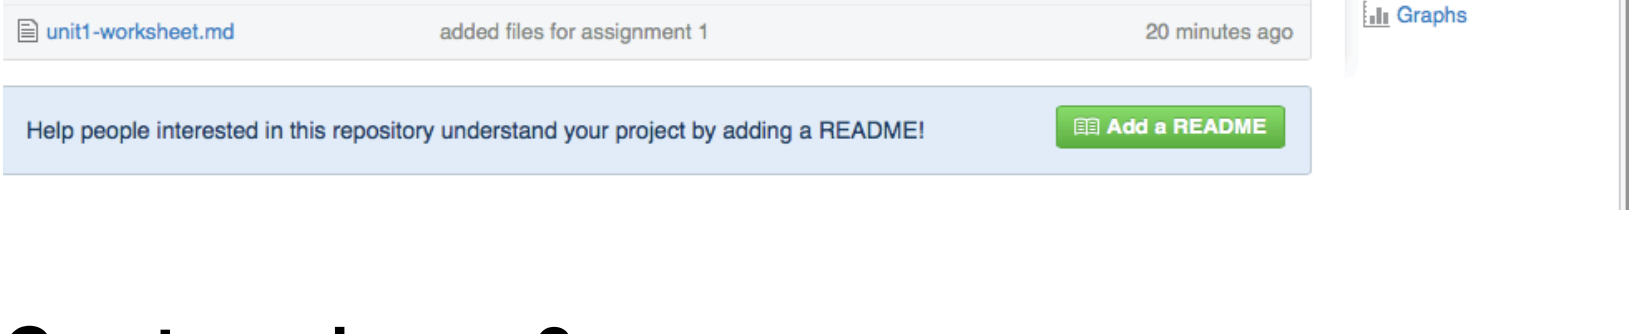 Graphs
unit1-worksheet.md added files for assignment 1 20 minutes ago
Help people interested in this repository understand your project by adding a README! Add a README